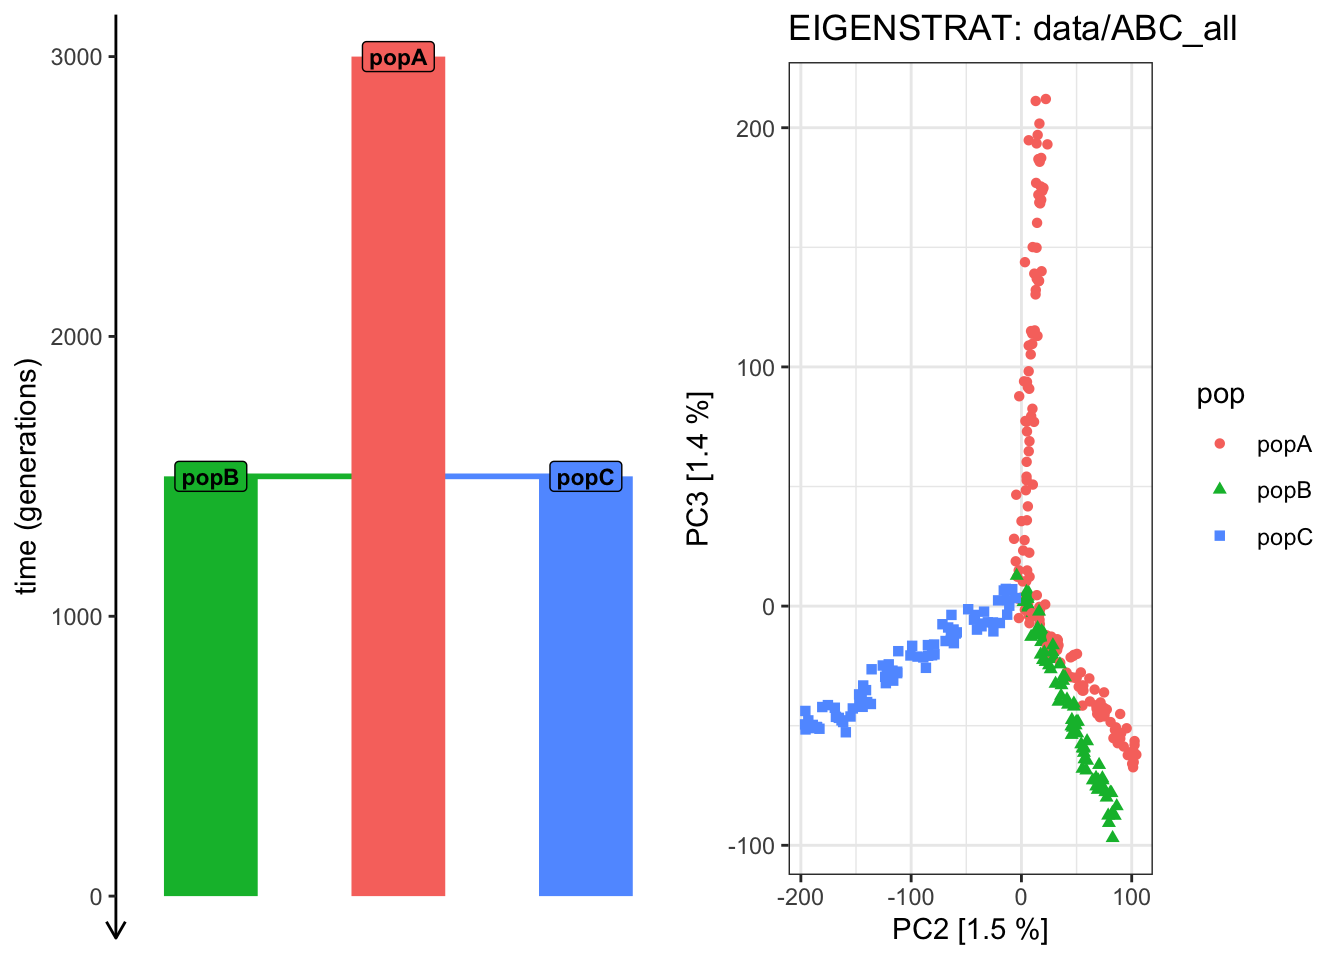 time (generations)
3000
2000
1000
0
popA
popB
popC
EIGENSTRAT: data/ABC_all
PC3 [1.4 %]
200
100
0
-100
-200
-100
0
100
PC2 [1.5 %]
pop
popA
popB
popC